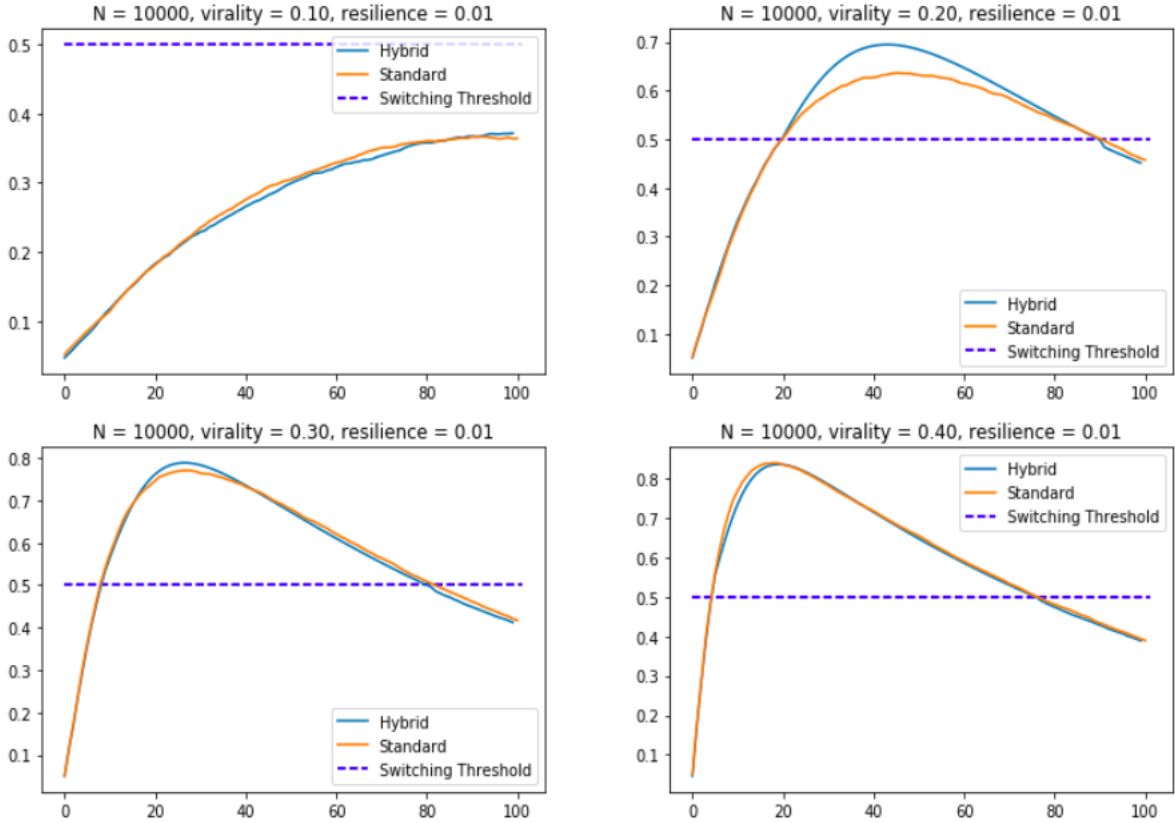 N = 10000, virality = 0.10, resilience = 0.01
0.5
0.4
0.3
0.2
0.1
Hybrid
Standard
Switching Threshold
0 20 40 60 80 100
N = 10000, virality = 0.20, resilience = 0.01
0.7
0.6
0.5
0.4
0.3
0.2
0.1
Hybrid
Standard
Switching Threshold
0 20 40 60 80 100
N = 10000, virality = 0.30, resilience = 0.01
0.8
0.7
0.6
0.5
0.4
0.3
0.2
0.1
Hybrid
Standard
Switching Threshold
0 20 40 60 80 100
N = 10000, virality = 0.40, resilience = 0.01
0.8
0.7
0.6
0.5
0.4
0.3
0.2
0.1
Hybrid
Standard
Switching Threshold
0 20 40 60 80 100